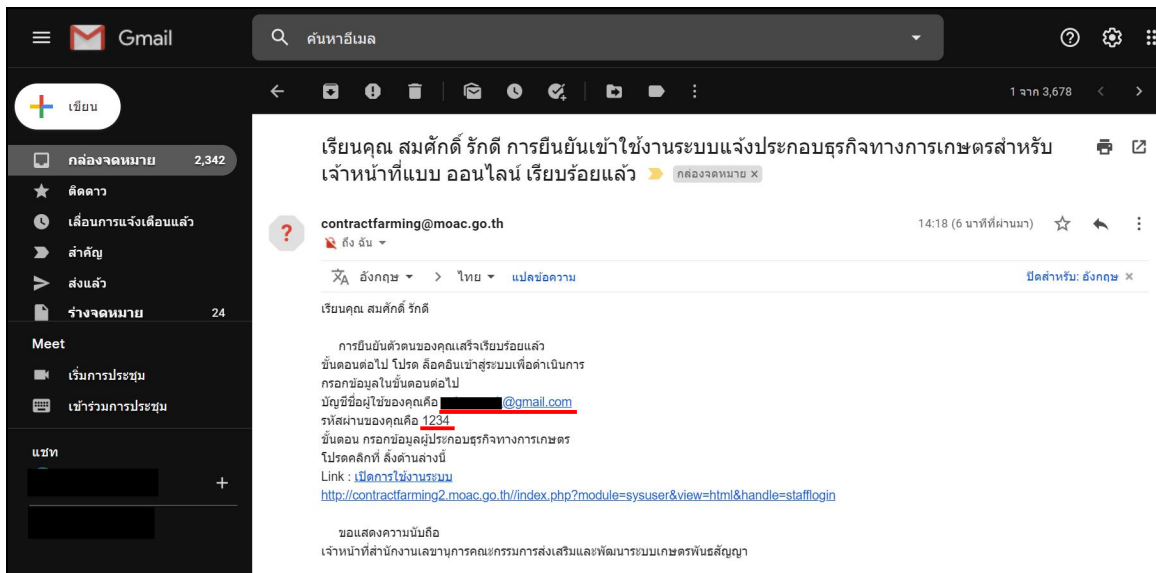 Gmail
ค้นหาอีเมล
เขียน
1 จาก 3,678
กล่องจดหมาย 2,342
ติดดาว
เลื่อนการแจ้งเตือนแล้ว
สำคัญ
ส่งแล้ว
ร่างจดหมาย 24
Meet
เริ่มการประชุม
เข้าร่วมการประชุม
แชท
เรียนคุณ สมศักดิ์ รักดี การยืนยันเข้าใช้งานระบบแจ้งประกอบธุรกิจทางการเกษตรสำหรับ
เจ้าหน้าที่แบบ ออนไลน์ เรียบร้อยแล้ว กล่องจดหมาย x
contractfarming@moac.go.th 14:18 (6 นาทีที่ผ่านมา)
ถึง ฉัน
อังกฤษ > ไทย แปลข้อความ ปิดสำหรับ: อังกฤษ x
เรียนคุณ สมศักดิ์ รักดี
การยืนยันตัวตนของคุณเสร็จเรียบร้อยแล้ว
ขั้นตอนต่อไป โปรด ล็อคอินเข้าสู่ระบบเพื่อดำเนินการ
กรอกข้อมูลในขั้นตอนต่อไป
บัญชีชื่อผู้ใช้ของคุณคือ @gmail.com
รหัสผ่านของคุณคือ 1234
ขั้นตอน กรอกข้อมูลผู้ประกอบธุรกิจทางการเกษตร
โปรดคลิกที่ ลิ้งด้านล่างนี้
Link : เปิดการใช้งานระบบ
http://contractfarming2.moac.go.th//index.php?module=sysuser&view=html&handle=stafflogin
ขอแสดงความนับถือ
เจ้าหน้าที่สำนักงานเลขานุการคณะกรรมการส่งเสริมและพัฒนาระบบเกษตรพันธสัญญา